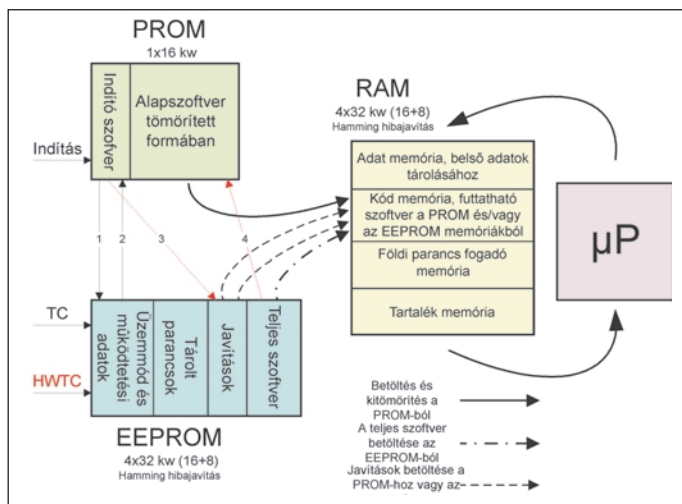 PROM
1x16 kw
Indító szofver
Alapszoftver
tömörített
formában
Indítás
RAM
4x32 kw (16+8)
Hamming hibajavítás
Adat memória, belső adatok
tárolásához
Kód memória, futtatható
szoftver a PROM és/vagy
az EEPROM memóriákból
Földi parancs fogadó
memória
Tartalék memória
µP
1
2
3
4
TC
HWTC
Üzemmód és
működtetési
adatok
Tárolt
parancsok
Javítások
Teljes szoftver
EEPROM
4x32 kw (16+8)
Hamming hibajavítás
Betöltés és
kitömörítés a
PROM-ból
A teljes szoftver
betöltése az
EEPROM-ból
Javítások betöltése a
PROM-hoz vagy az